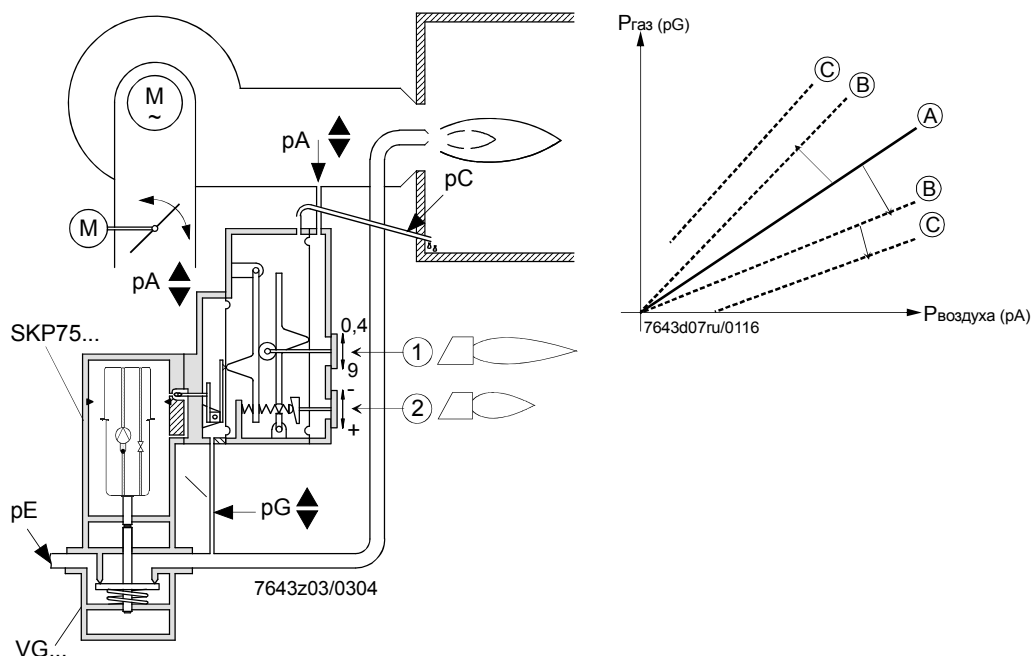 M
~
pA
pC
M
pA
SKP75...
0,4
1
9
-
2
+
pG
pE
7643z03/0304
VG...
Pгаз (pG)
C
B
A
B
C
7643d07ru/0116
Pвоздуха (pA)